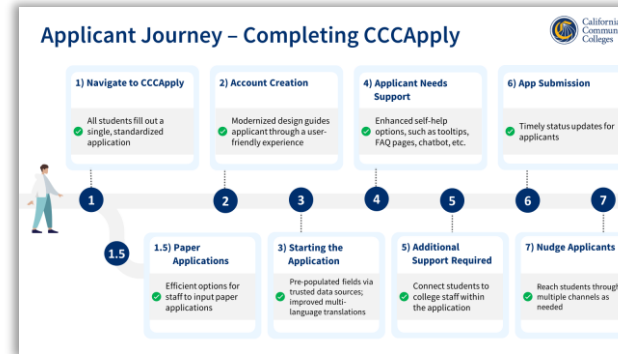 Applicant Journey – Completing CCCApply
California
Colleges
1) Navigate to CCCApply
All students fill out a
single, standardized
application
2) Account Creation
Modernized design guides
applicant through a user-
friendly experience
4) Applicant Needs
Support
Enhanced self-help
options, such as tooltips,
FAQ pages, chatbot, etc.
6) App Submission
Timely status updates for
applicants
1
2
3
4
5
6
7
1.5
1.5) Paper
Applications
Efficient options for
staff to input paper
applications
3) Starting the
Application
Pre-populated fields via
trusted data sources;
improved multi-
language translations
5) Additional
Support Required
Connect students to
college staff within
the application
7) Nudge Applicants
Reach students through
multiple channels as
needed